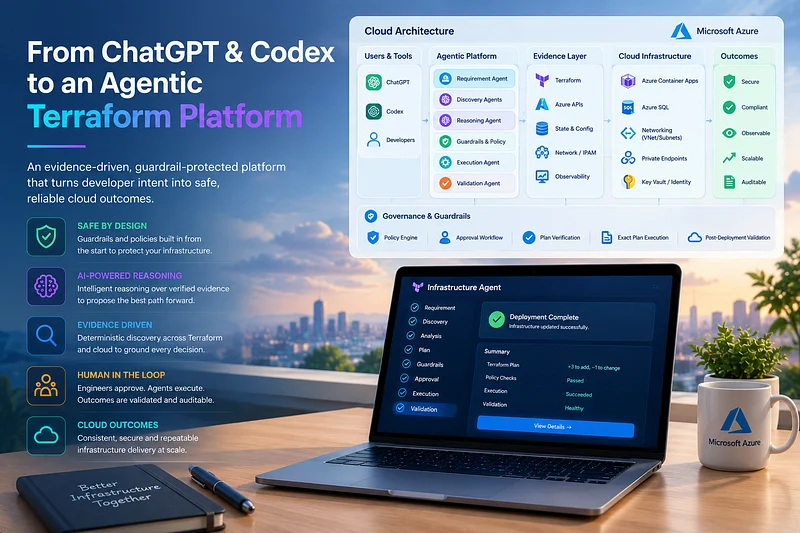 From ChatGPT & Codex
to an Agentic
Terraform Platform
An evidence-driven, guardrail-protected platform
that turns developer intent into safe,
reliable cloud outcomes.
SAFE BY DESIGN
Guardrails and policies built in from
the start to protect your infrastructure.
AI-POWERED REASONING
Intelligent reasoning over verified evidence
to propose the best path forward.
EVIDENCE DRIVEN
Deterministic discovery across Terraform
and cloud to ground every decision.
HUMAN IN THE LOOP
Engineers approve. Agents execute.
Outcomes are validated and auditable.
CLOUD OUTCOMES
Consistent, secure and repeatable
infrastructure delivery at scale.
Cloud Architecture
Microsoft Azure
Users & Tools
ChatGPT
Codex
Developers
Agentic Platform
Requirement Agent
Discovery Agents
Reasoning Agent
Guardrails & Policy
Execution Agent
Validation Agent
Evidence Layer
Terraform
Azure APIs
State & Config
Network / IPAM
Observability
Cloud Infrastructure
Azure Container Apps
SQL
Azure SQL
Networking
(VNet/Subnets)
Private Endpoints
Key Vault / Identity
Outcomes
Secure
Compliant
Observable
Scalable
Auditable
Governance & Guardrails
Policy Engine
Approval Workflow
Plan Verification
Exact Plan Execution
Post-Deployment Validation
Infrastructure Agent
Requirement
Discovery
Analysis
Plan
Guardrails
Approval
Execution
Validation
Deployment Complete
Infrastructure updated successfully.
Summary
Terraform Plan +3 to add, ~1 to change
Policy Checks Passed
Execution Succeeded
Validation Healthy
View Details →
Better
Infrastructure
Together
Microsoft Azure